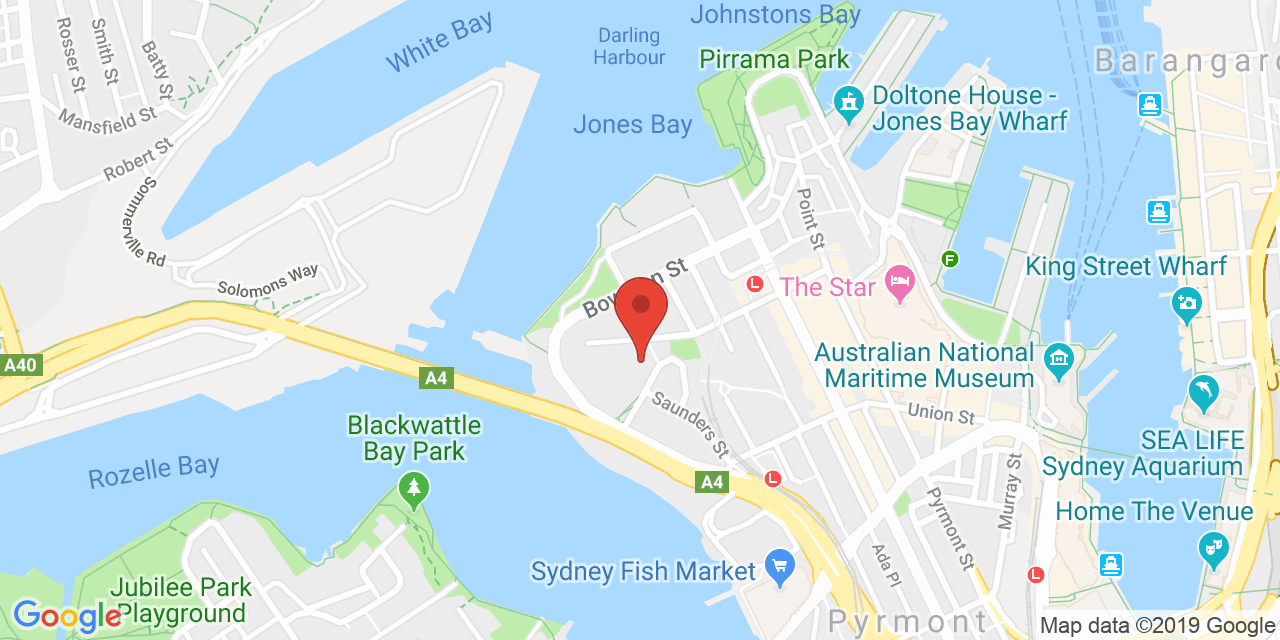 Johnstons Bay
White Bay
Darling
Harbour
Pirrama Park
Barangaro
Rosser St
Smith St
Batty St
Mansfield St
Robert St
Jones Bay
Doltone House -
Jones Bay Wharf
Sommerville Rd
Solomons Way
Point St
F
King Street Wharf
L
The Star
A40
A4
Australian National
Maritime Museum
Saunders St
Union St
Blackwattle
Bay Park
SEA LIFE
Sydney Aquarium
Rozelle Bay
A4
L
Murray St
Pyrmont St
Home The Venue
Ada Pl
Sydney Fish Market
L
Jubilee Park
Playground
Google
Pyrmont
Map data ©2019 Google